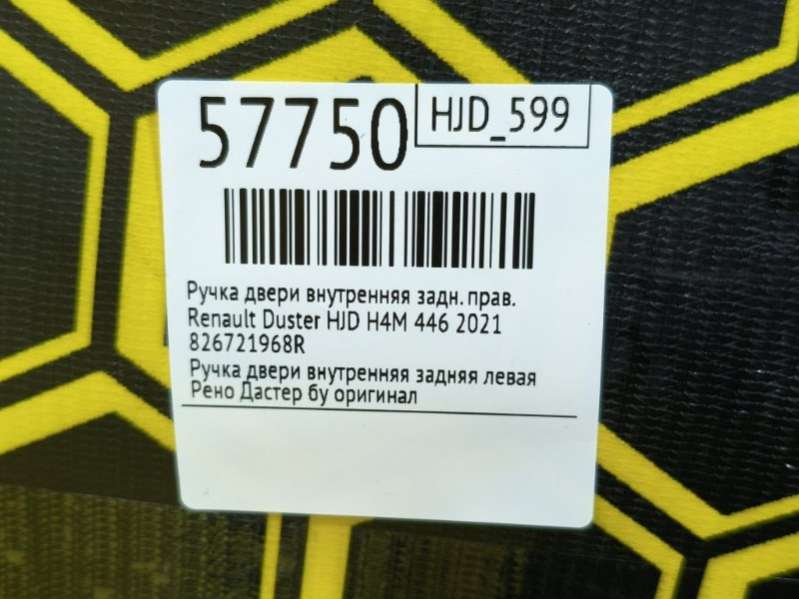 57750
HJD_599
Ручка двери внутренняя задн. прав.
Renault Duster HJD H4M 446 2021
826721968R
Ручка двери внутренняя задняя левая
Рено Дастер бу оригинал